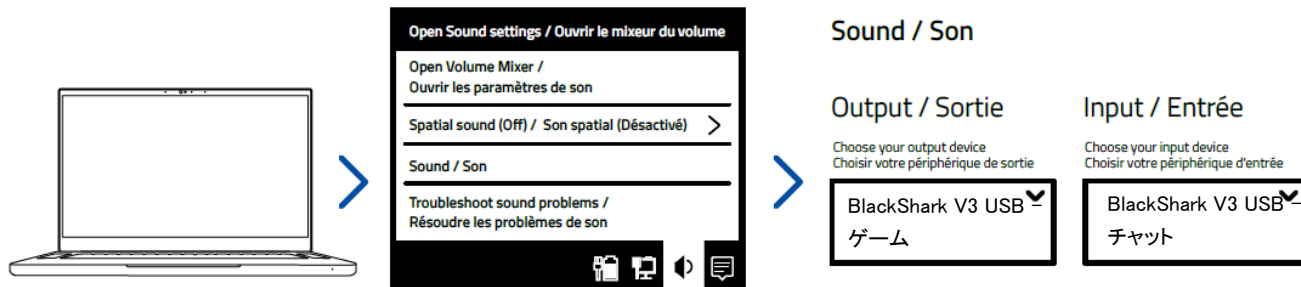 Open Sound settings / Ouvrir le mixeur du volume
Open Volume Mixer /
Ouvrir les paramètres de son
Spatial sound (Off) / Son spatial (Désactivé)
Sound / Son
Troubleshoot sound problems /
Résoudre les problèmes de son
Sound / Son
Output / Sortie
Choose your output device
Choisir votre périphérique de sortie
BlackShark V3 USB –
ゲーム
Input / Entrée
Choose your input device
Choisir votre périphérique d'entrée
BlackShark V3 USB –
チャット